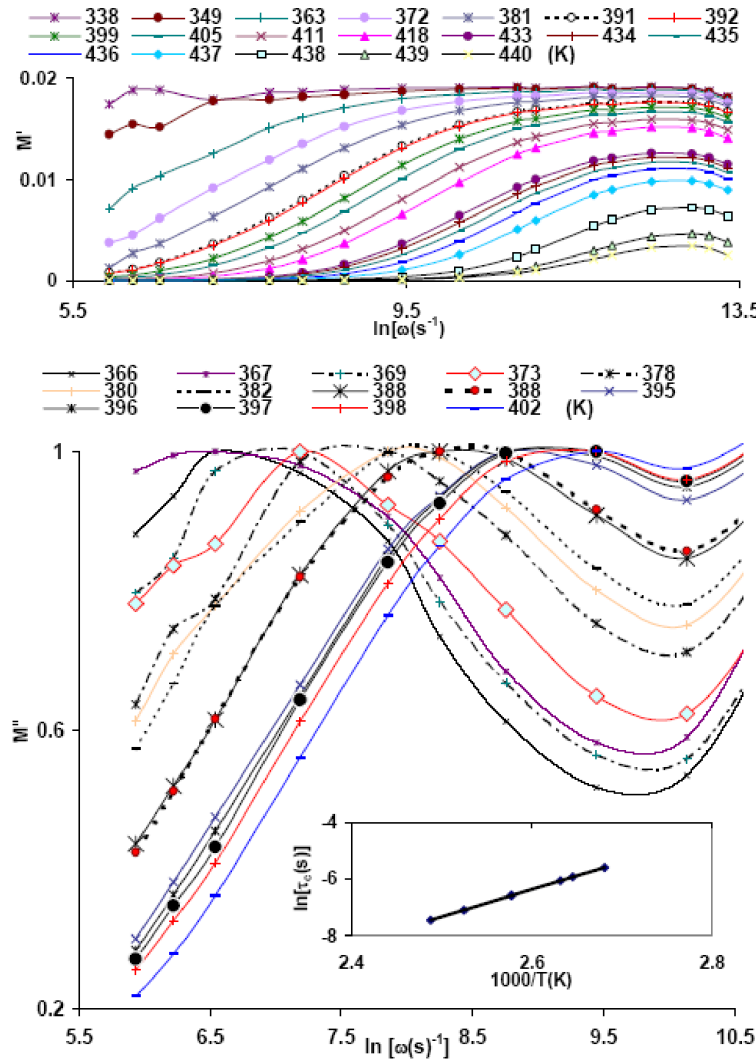 338 349 363 372 381 391 392
399 405 411 418 433 434 435
436 437 438 439 440 (K)
0.02
M'
0.01
0
5.5 9.5 13.5
ln[ω(s⁻¹)
366 367 369 373 378
380 382 388 388 395
396 397 398 402 (K)
1
M"
0.6
0.2
-4
ln[τc(s)]
-6
-8
2.4 2.6 2.8
1000/T(K)
5.5 6.5 7.5 8.5 9.5 10.5
ln [ω(s)⁻¹]